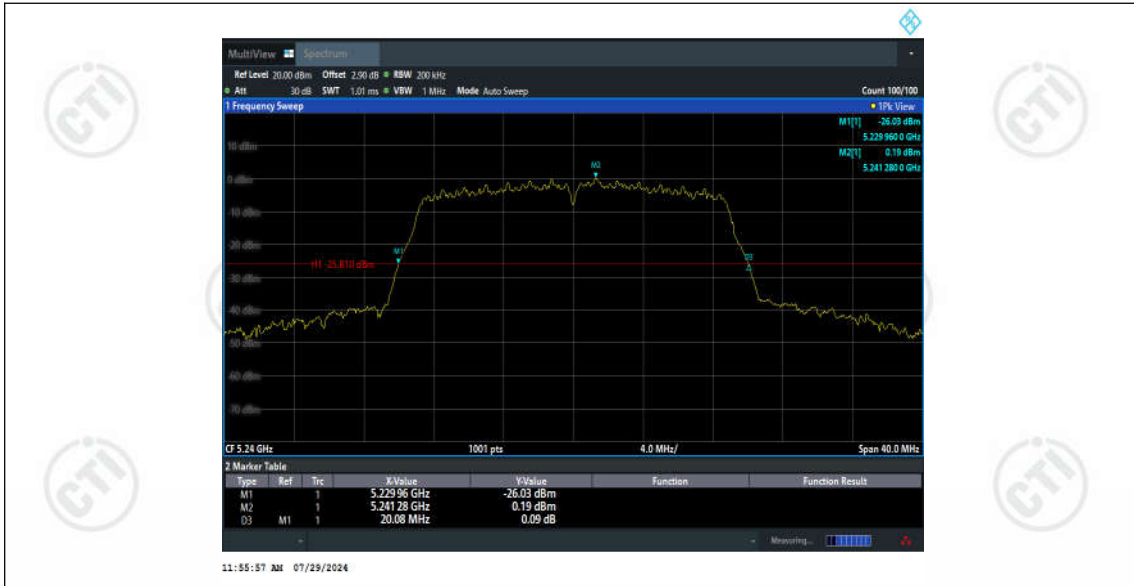 MultiView Spectrum
Ref Level 20.00 dBm Offset 2.90 dB RBW 200 kHz
Att 30 dB SWT 1.01 ms VBW 1 MHz Mode Auto Sweep Count 100/100
1 Frequency Sweep 1Pk View
M1[1] -26.03 dBm
5.229 960 0 GHz
M2[1] 0.19 dBm
5.241 280 0 GHz
10 dBm
M2
0 dBm
-10 dBm
-20 dBm
M1
D3
H1 -25.810 dBm
-30 dBm
-40 dBm
-50 dBm
-60 dBm
-70 dBm
CF 5.24 GHz 1001 pts 4.0 MHz/ Span 40.0 MHz
2 Marker Table
Type Ref Trc X-Value Y-Value Function Function Result
M1 1 5.229 96 GHz -26.03 dBm
M2 1 5.241 28 GHz 0.19 dBm
D3 M1 1 20.08 MHz 0.09 dB
Measuring...
11:55:57 AM 07/29/2024
CTI
CTI
CTI
CTI